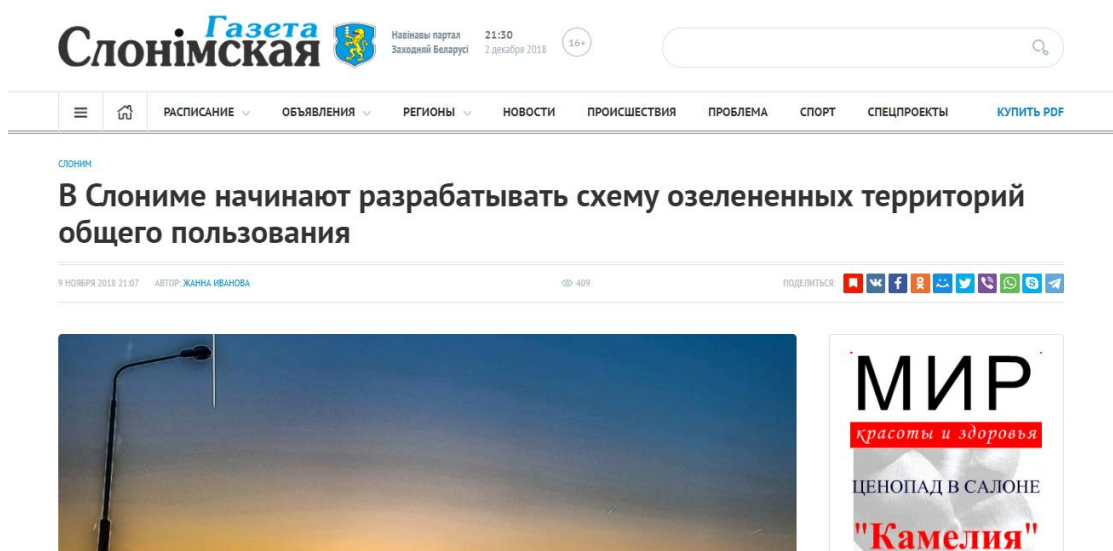 Газета
Слонімская
Навінавы партал 21:30
Заходняй Беларусі 2 декабря 2018
16+
РАСПИСАНИЕ ОБЪЯВЛЕНИЯ РЕГИОНЫ НОВОСТИ ПРОИСШЕСТВИЯ ПРОБЛЕМА СПОРТ СПЕЦПРОЕКТЫ КУПИТЬ PDF
СЛОНИМ
В Слониме начинают разрабатывать схему озелененных территорий
общего пользования
9 НОЯБРЯ 2018 21:07 АВТОР: ЖАННА ИВАНОВА 409 ПОДЕЛИТЬСЯ:
МИР
красоты и здоровья
ЦЕНОПАД В САЛОНЕ
"Камелия"